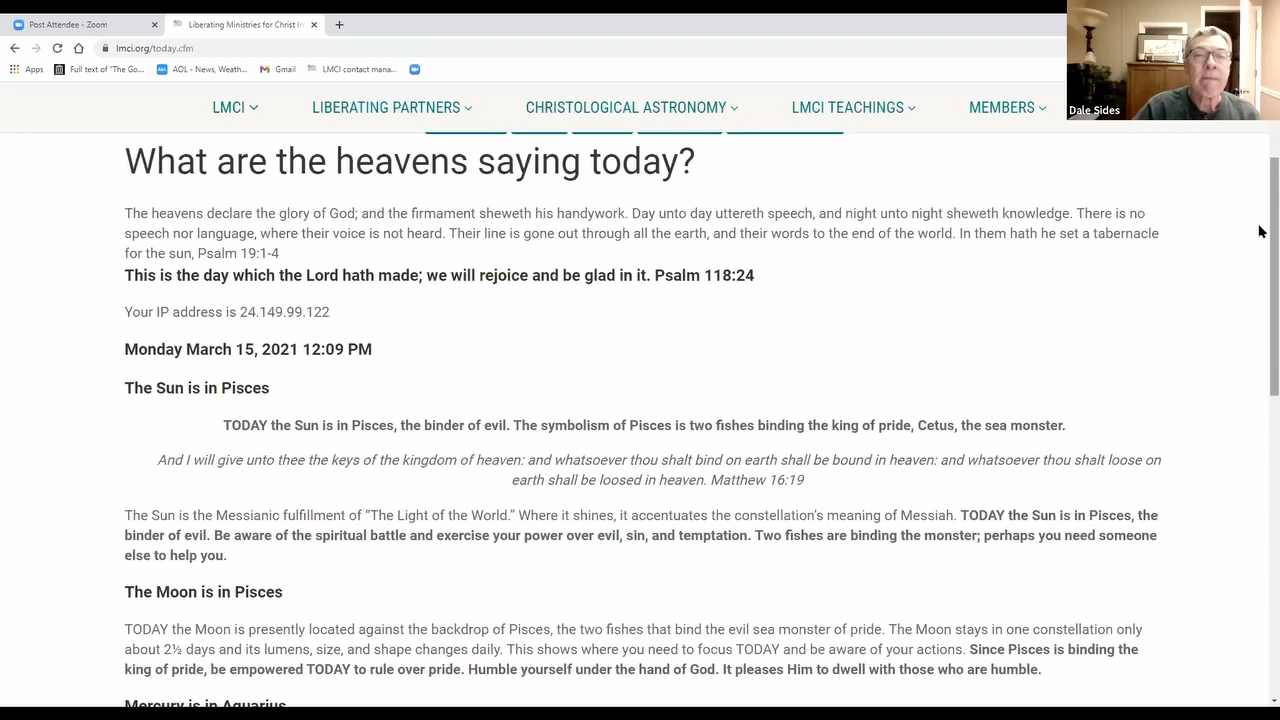 Post Attendee - Zoom
Liberating Ministries for Christ In
lmci.org/today.cfm
Apps
Full text of "The Go...
AOL - News, Weath...
Gmail
LMCI contact mana...
LMCI
LIBERATING PARTNERS
CHRISTOLOGICAL ASTRONOMY
LMCI TEACHINGS
MEMBERS
Dale Sides
What are the heavens saying today?
The heavens declare the glory of God; and the firmament sheweth his handywork. Day unto day uttereth speech, and night unto night sheweth knowledge. There is no
speech nor language, where their voice is not heard. Their line is gone out through all the earth, and their words to the end of the world. In them hath he set a tabernacle
for the sun, Psalm 19:1-4
This is the day which the Lord hath made; we will rejoice and be glad in it. Psalm 118:24
Your IP address is 24.149.99.122
Monday March 15, 2021 12:09 PM
The Sun is in Pisces
TODAY the Sun is in Pisces, the binder of evil. The symbolism of Pisces is two fishes binding the king of pride, Cetus, the sea monster.
And I will give unto thee the keys of the kingdom of heaven: and whatsoever thou shalt bind on earth shall be bound in heaven: and whatsoever thou shalt loose on
earth shall be loosed in heaven. Matthew 16:19
The Sun is the Messianic fulfillment of “The Light of the World.” Where it shines, it accentuates the constellation's meaning of Messiah. TODAY the Sun is in Pisces, the
binder of evil. Be aware of the spiritual battle and exercise your power over evil, sin, and temptation. Two fishes are binding the monster; perhaps you need someone
else to help you.
The Moon is in Pisces
TODAY the Moon is presently located against the backdrop of Pisces, the two fishes that bind the evil sea monster of pride. The Moon stays in one constellation only
about 2½ days and its lumens, size, and shape changes daily. This shows where you need to focus TODAY and be aware of your actions. Since Pisces is binding the
king of pride, be empowered TODAY to rule over pride. Humble yourself under the hand of God. It pleases Him to dwell with those who are humble.
Mercury is in Aquarius